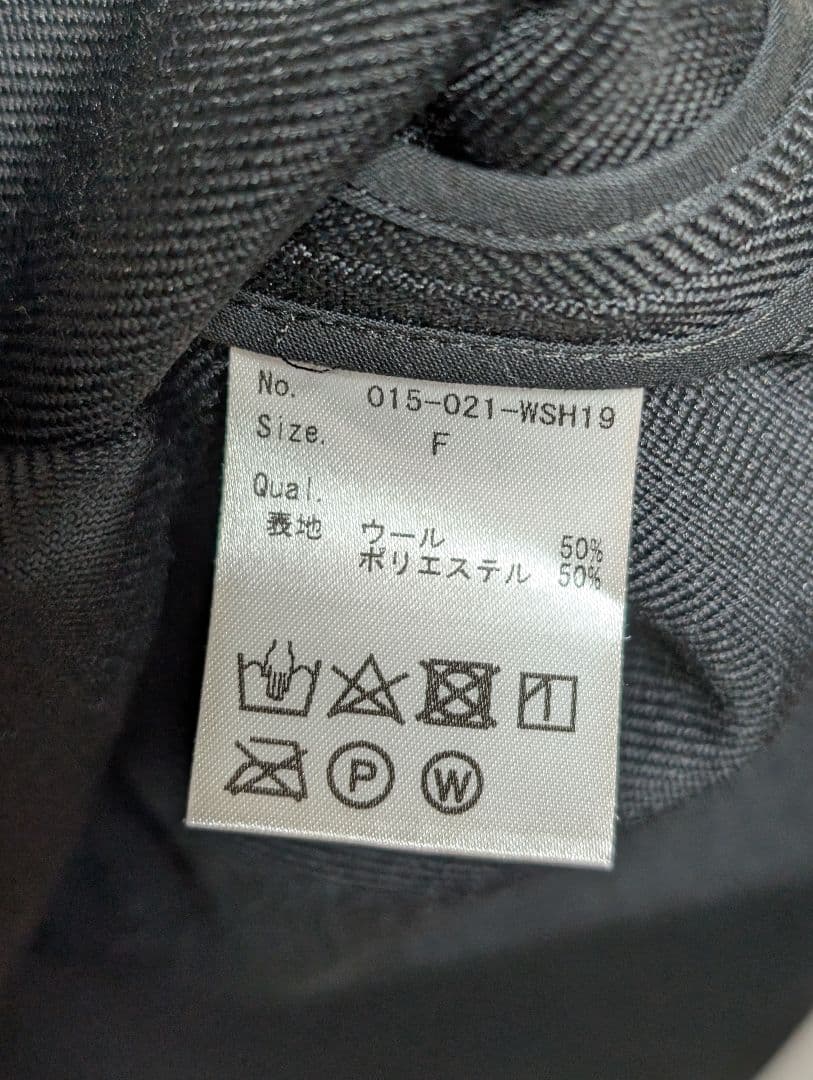 No. 015-021-WSH19
Size. F
Qual.
表地 ウール 50%
ポリエステル 50%
P W